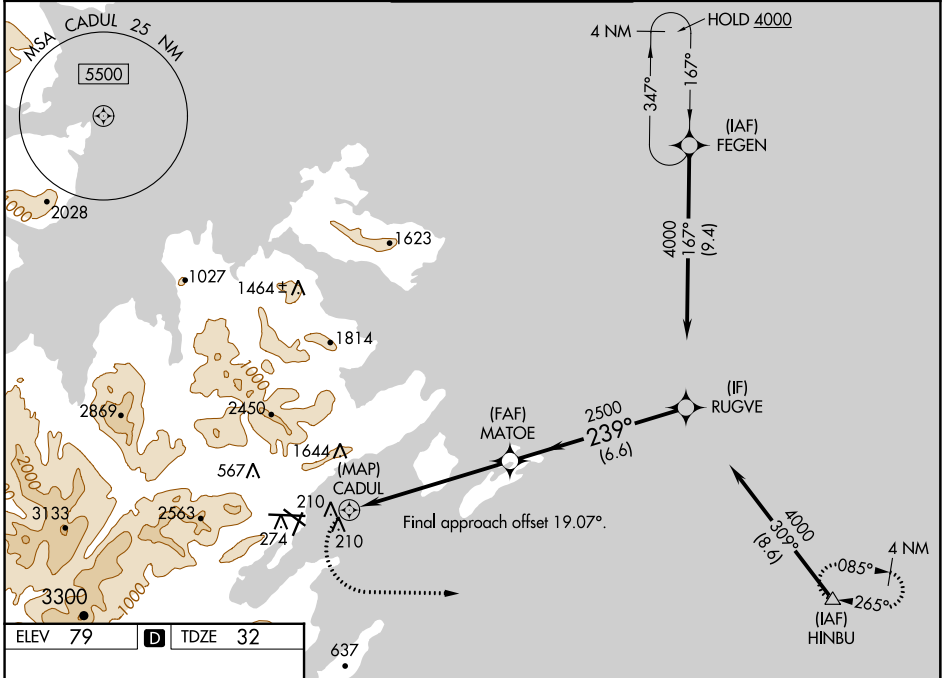 MSA CADUL 25 NM
5500
4 NM
HOLD 4000
347°
167°
(IAF)
FEGEN
4000
167°
(9.4)
1000
2028
1623
1027
1464 ±
1814
1000
2869
2450
(IF)
RUGVE
2500
239°
(6.6)
(FAF)
MATOE
1644
(MAP)
CADUL
567
2000
210
210
274
Final approach offset 19.07°.
3133
2563
4000
309°
(8.6)
4 NM
085°
265°
(IAF)
HINBU
3300
1000
ELEV 79
D
TDZE 32
637